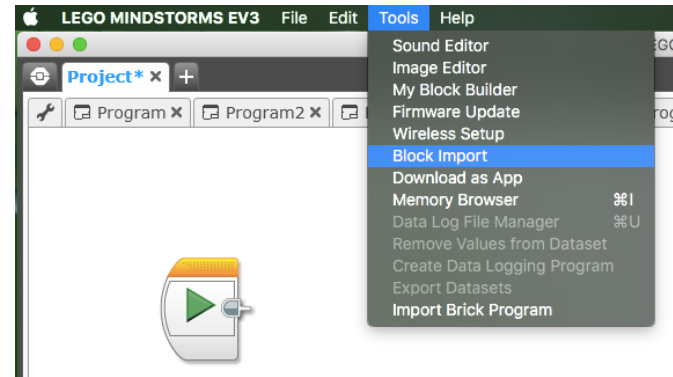 LEGO MINDSTORMS EV3 File Edit Tools Help
Project* × +
Program × Program2 ×
Sound Editor
Image Editor
My Block Builder
Firmware Update
Wireless Setup
Block Import
Download as App
Memory Browser ⌘I
Data Log File Manager ⌘U
Remove Values from Dataset
Create Data Logging Program
Export Datasets
Import Brick Program